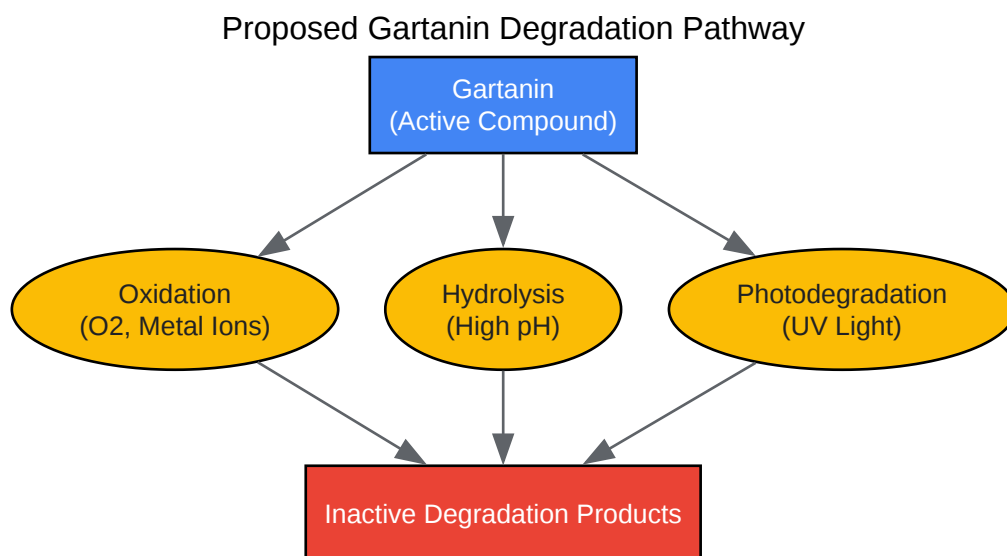 Proposed Gartanin Degradation Pathway
Gartanin
(Active Compound)
Oxidation
(O2, Metal Ions)
Hydrolysis
(High pH)
Photodegradation
(UV Light)
Inactive Degradation Products